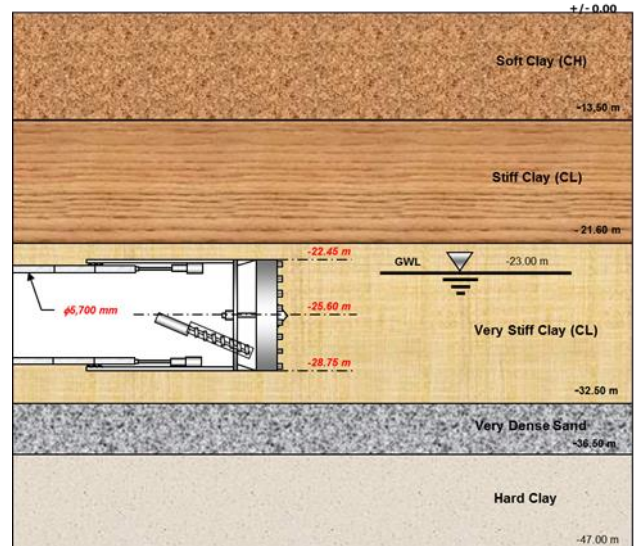 +/- 0.00
Soft Clay (CH)
-13,50 m
Stiff Clay (CL)
-21.60 m
-22.45 m
GWL -23.00 m
ϕ5,700 mm
-25.60 m
Very Stiff Clay (CL)
-28.75 m
-32.50 m
Very Dense Sand
-36.50 m
Hard Clay
-47.00 m